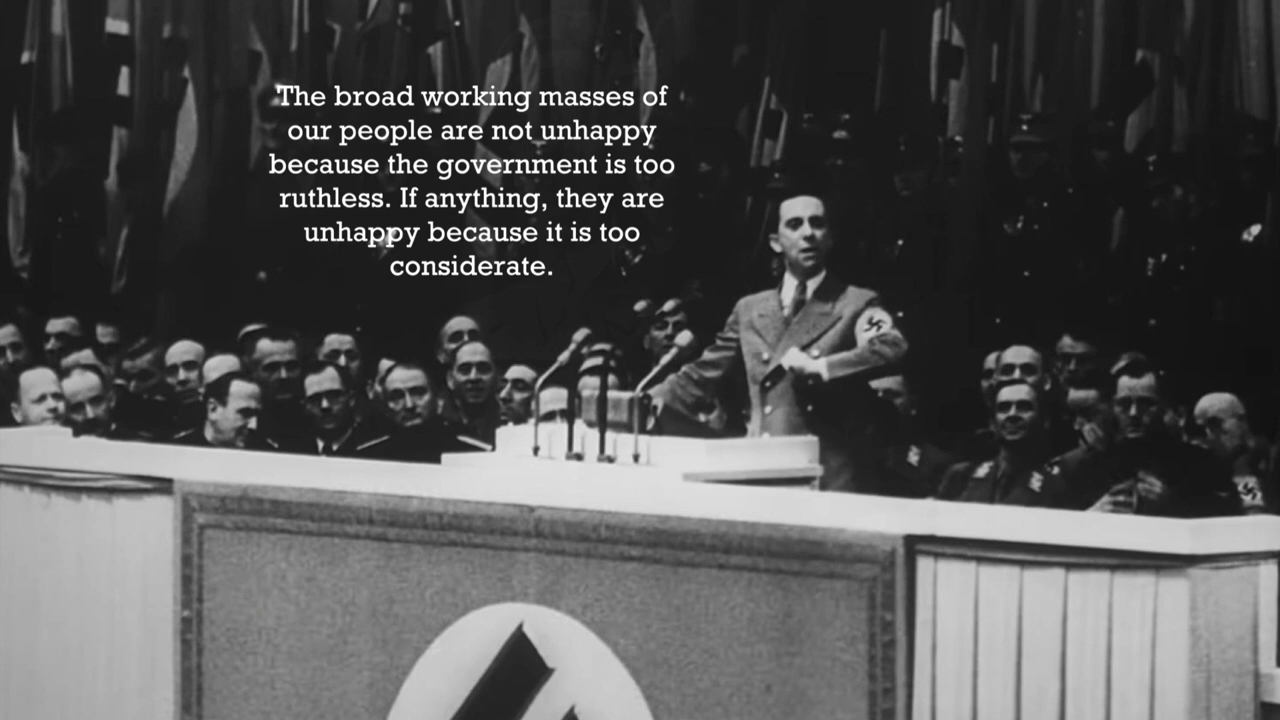 The broad working masses of
our people are not unhappy
because the government is too
ruthless. If anything, they are
unhappy because it is too
considerate.